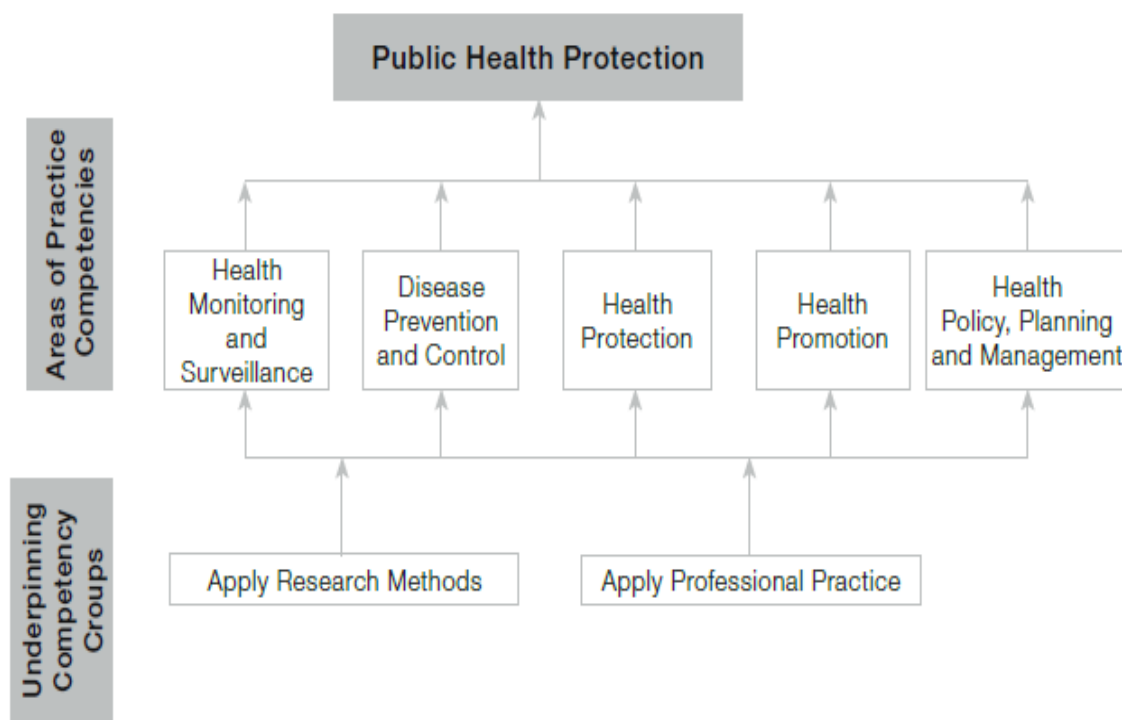 Public Health Protection
Areas of Practice
Competencies
Health
Monitoring
and
Surveillance
Disease
Prevention
and Control
Health
Protection
Health
Promotion
Health
Policy, Planning
and Management
Underpinning
Competency
Croups
Apply Research Methods
Apply Professional Practice